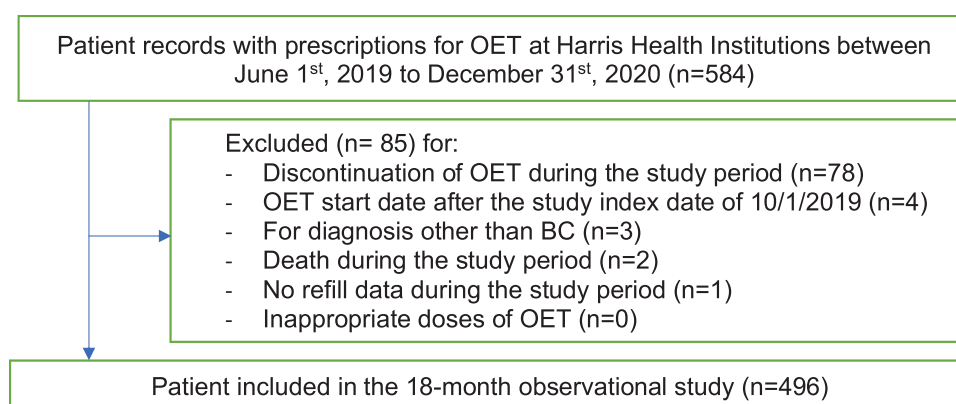 Patient records with prescriptions for OET at Harris Health Institutions between
June 1st, 2019 to December 31st, 2020 (n=584)
Excluded (n= 85) for:
- Discontinuation of OET during the study period (n=78)
- OET start date after the study index date of 10/1/2019 (n=4)
- For diagnosis other than BC (n=3)
- Death during the study period (n=2)
- No refill data during the study period (n=1)
- Inappropriate doses of OET (n=0)
Patient included in the 18-month observational study (n=496)